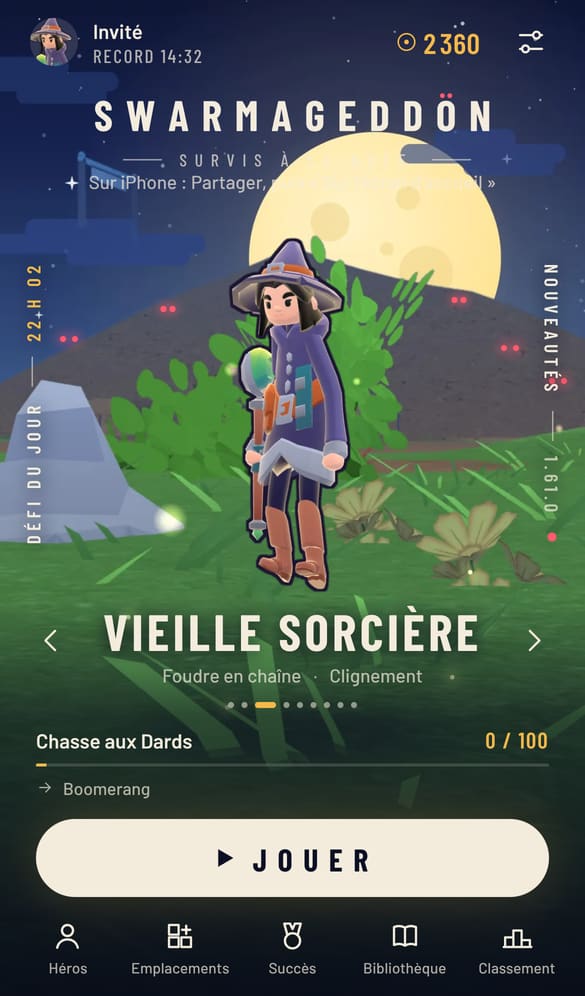 Invité
RECORD 14:32
2 360
SWARMAGEDDÖN
SURVIS À
Sur iPhone : Partager, »
DÉFI DU JOUR — 22 H 02
NOUVEAUTÉS — 1.61.0
VIEILLE SORCIÈRE
Foudre en chaîne · Clignement
Chasse aux Dards
0 / 100
→ Boomerang
JOUER
Héros
Emplacements
Succès
Bibliothèque
Classement